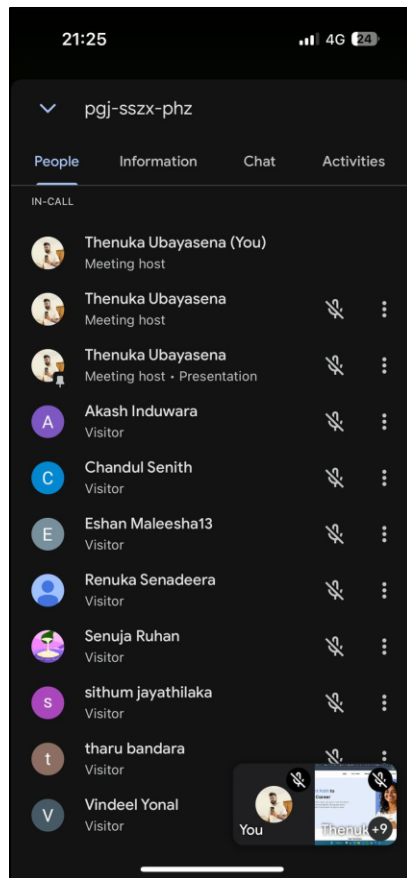 21:25
4G 24
pgj-sszx-phz
People Information Chat Activities
IN-CALL
Thenuka Ubayasena (You)
Meeting host
Thenuka Ubayasena
Meeting host
Thenuka Ubayasena
Meeting host • Presentation
A
Akash Induwara
Visitor
C
Chandul Senith
Visitor
E
Eshan Maleesha13
Visitor
Renuka Senadeera
Visitor
Senuja Ruhan
Visitor
s
sithum jayathilaka
Visitor
t
tharu bandara
Visitor
V
Vindeel Yonal
Visitor
You
Thenuk +9